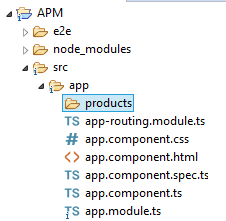 APM
e2e
node_modules
src
app
products
TS app-routing.module.ts
# app.component.css
<> app.component.html
TS app.component.spec.ts
TS app.component.ts
TS app.module.ts